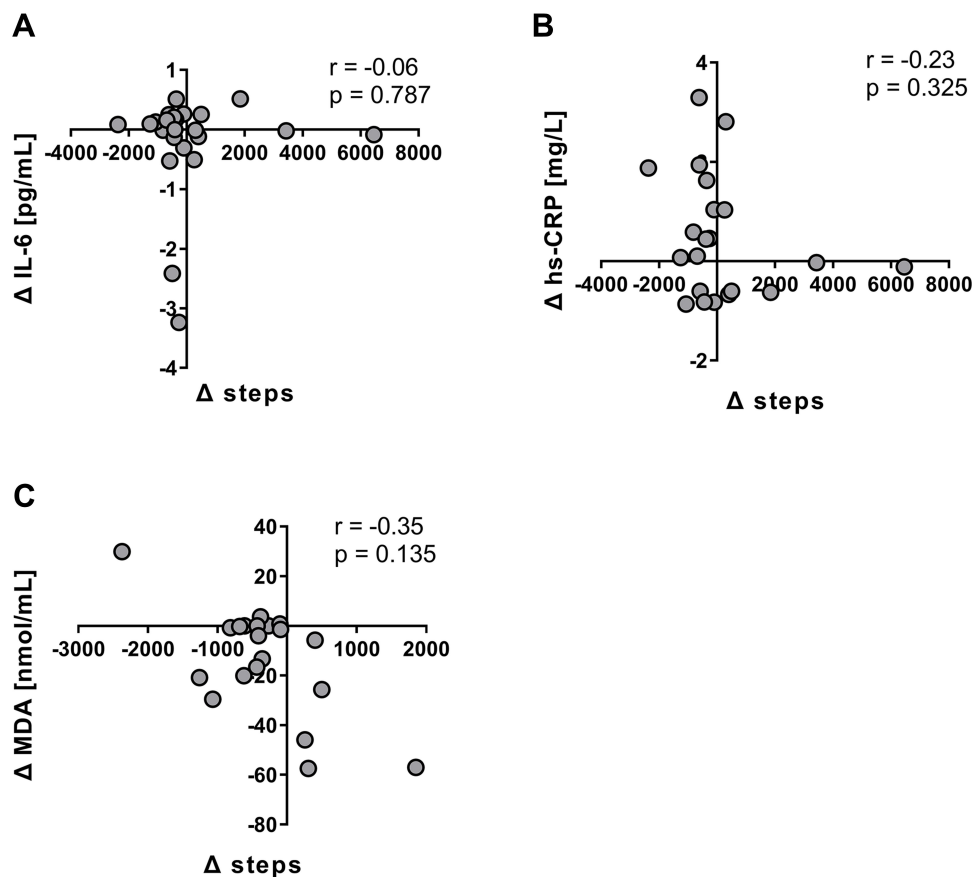 A
r = -0.06
p = 0.787
Δ IL-6 [pg/mL]
1
-4000 -2000 2000 4000 6000 8000
-1
-2
-3
-4
Δ steps
B
r = -0.23
p = 0.325
Δ hs-CRP [mg/L]
4
-4000 -2000 2000 4000 6000 8000
-2
Δ steps
C
r = -0.35
p = 0.135
Δ MDA [nmol/mL]
40
20
-3000 -2000 -1000 1000 2000
-20
-40
-60
-80
Δ steps